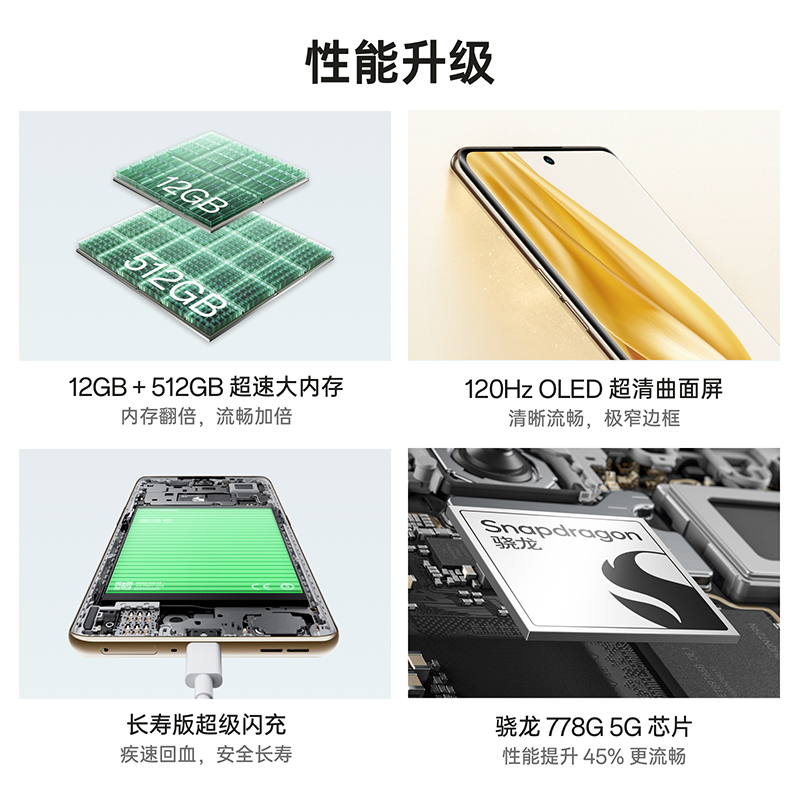 性能升级
12GB
512GB
12GB + 512GB 超速大内存
内存翻倍，流畅加倍
120Hz OLED 超清曲面屏
清晰流畅，极窄边框
Snapdragon
骁龙
长寿版超级闪充
疾速回血，安全长寿
骁龙 778G 5G 芯片
性能提升 45% 更流畅